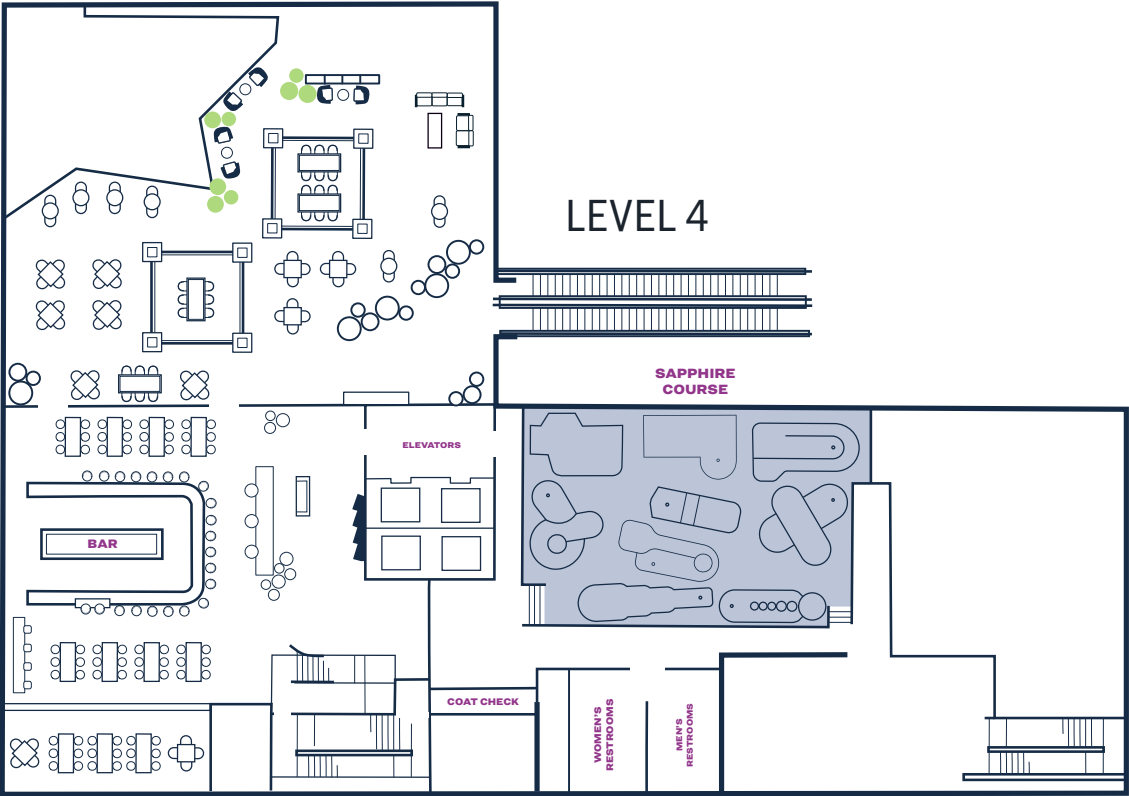 LEVEL 4
SAPPHIRE
COURSE
ELEVATORS
BAR
COAT CHECK
WOMEN'S
RESTROOMS
MEN'S
RESTROOMS